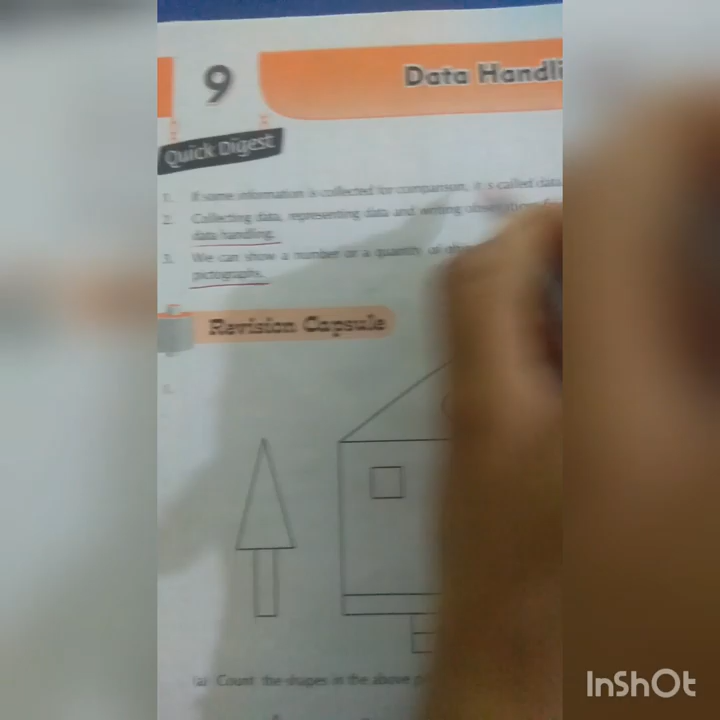 9
Data Handli
Quick Digest
1. If some information is collected for comparison, it is called data
2. Collecting data, representing data and writing
data handling.
3. We can show a number or a quantity of
pictographs.
Revision Capsule
1.
(a) Count the shapes in the above p
InShOt